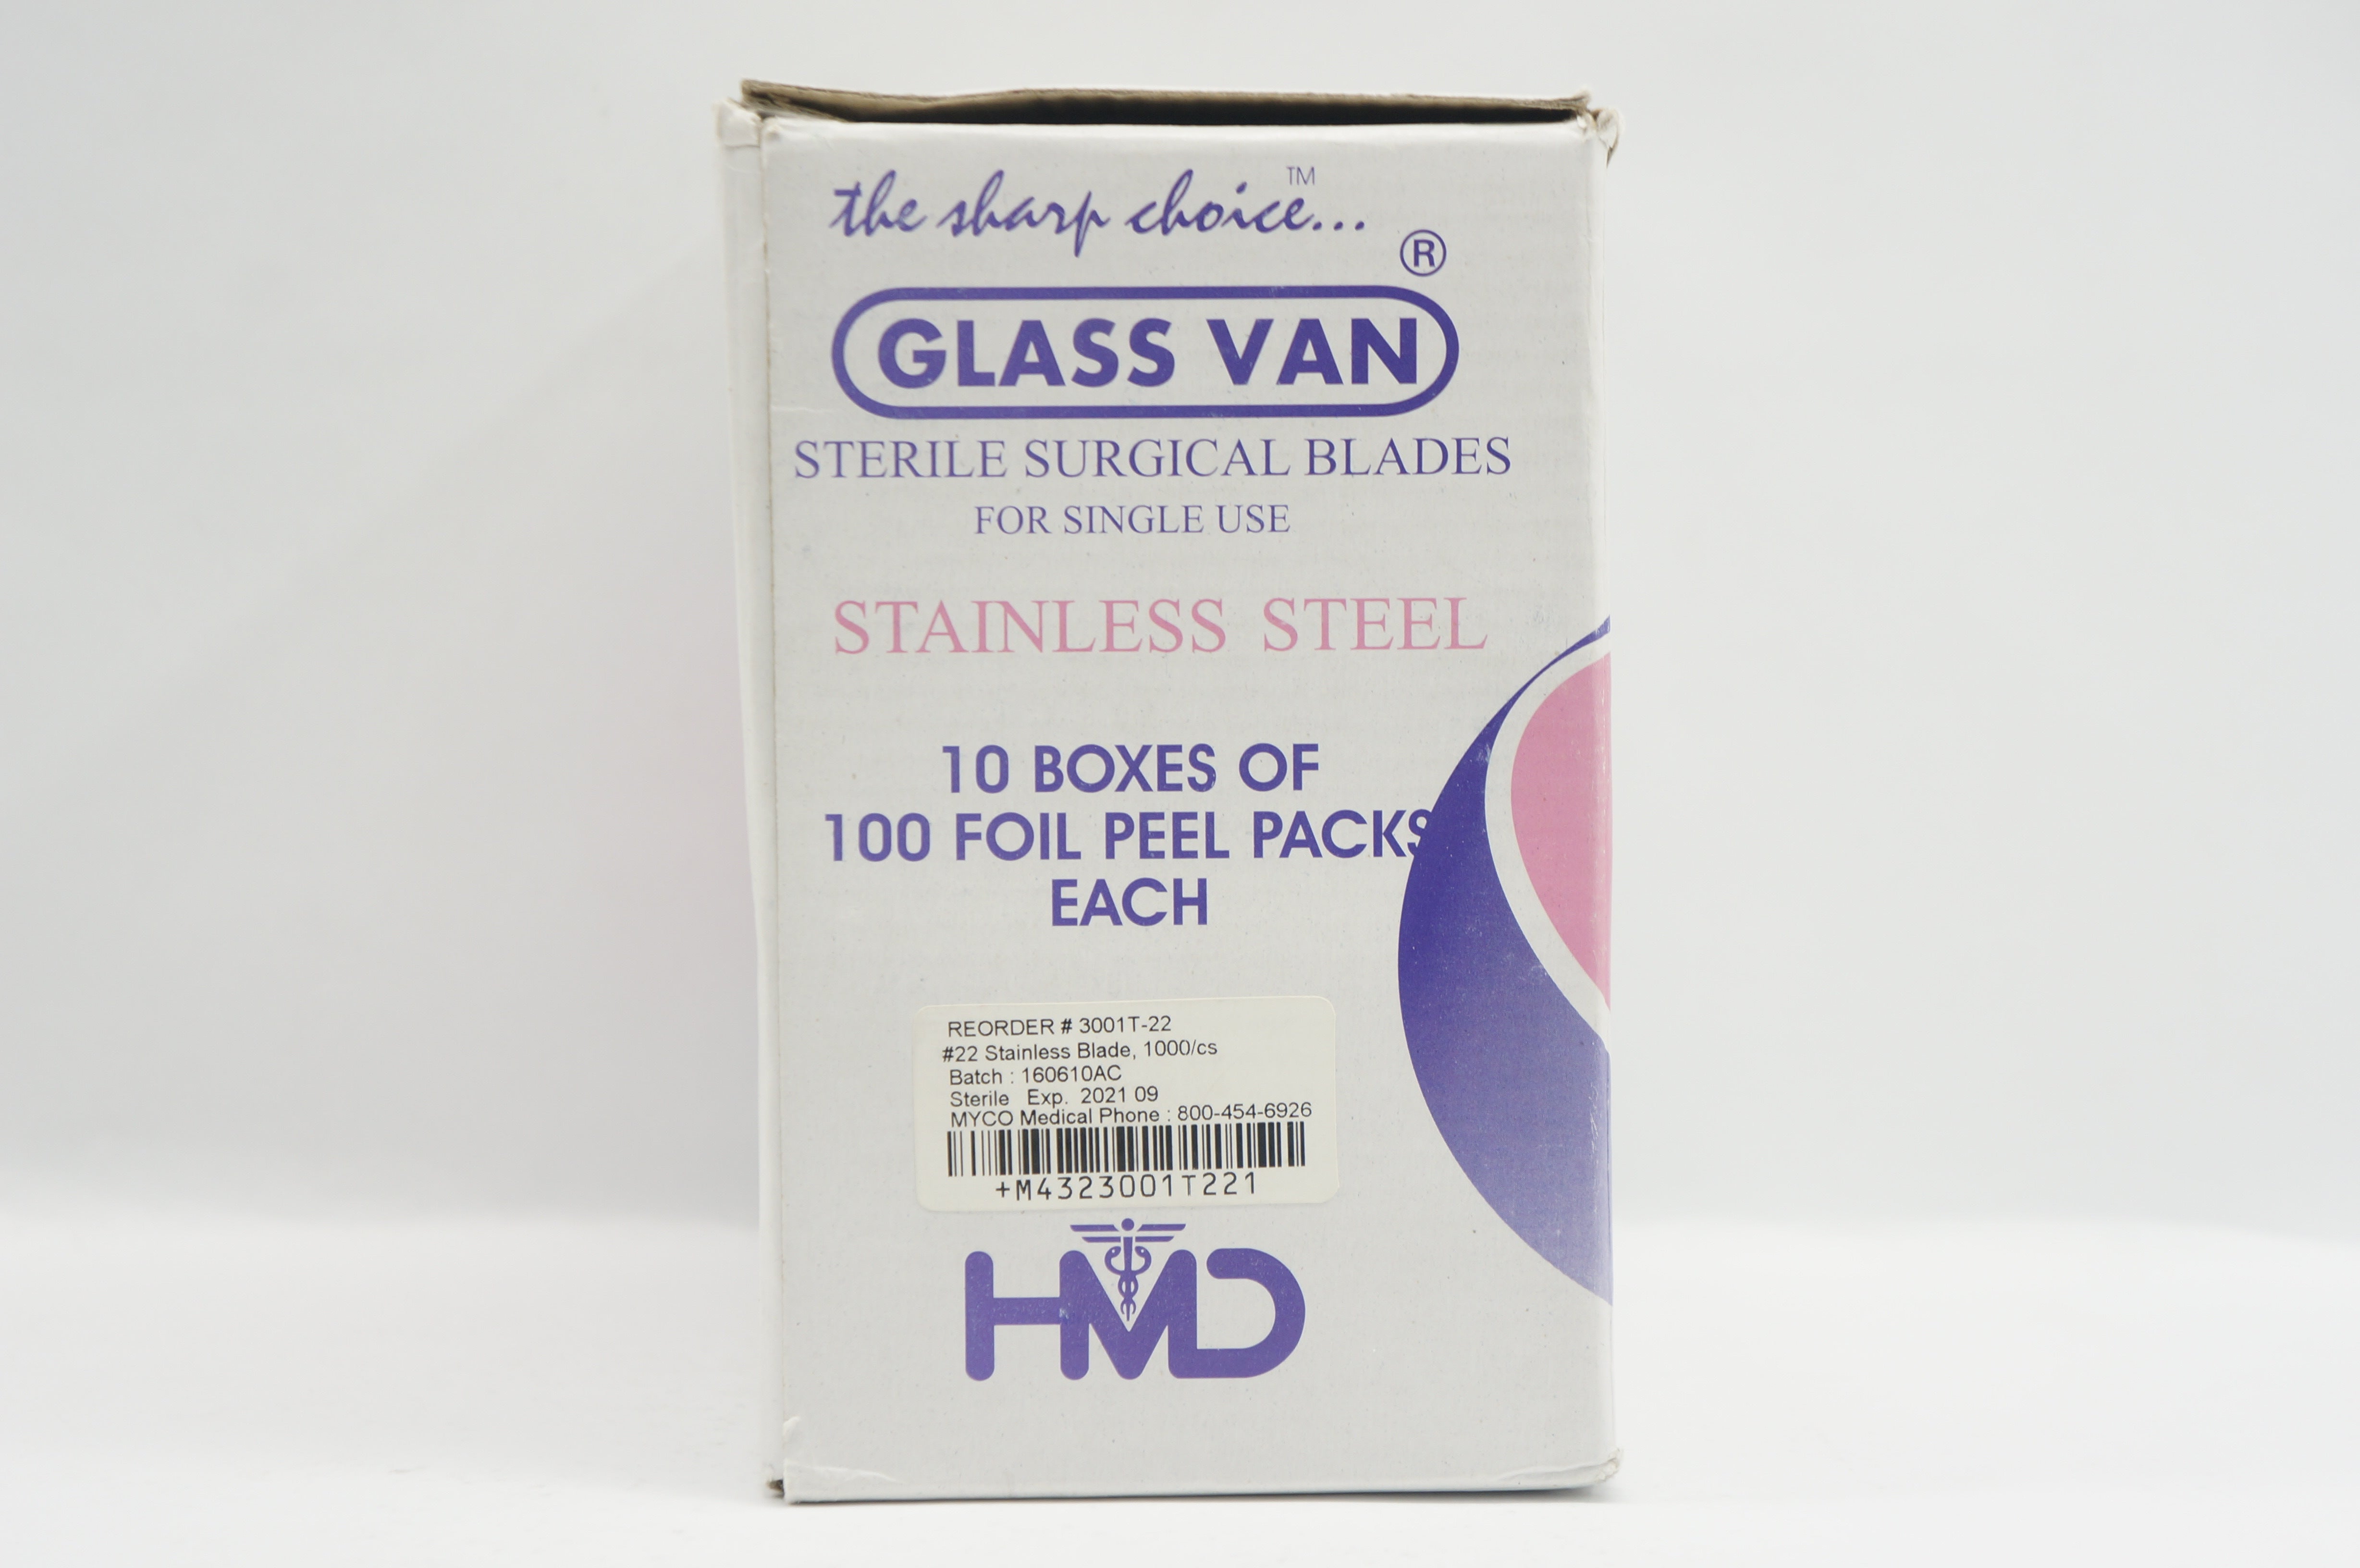 the sharp choice...™
®
GLASS VAN
STERILE SURGICAL BLADES
FOR SINGLE USE
STAINLESS STEEL
10 BOXES OF
100 FOIL PEEL PACKS
EACH
REORDER # 3001T-22
#22 Stainless Blade, 1000/cs
Batch : 160610AC
Sterile Exp. 2021 09
MYCO Medical Phone : 800-454-6926
+M4323001T221
HMD